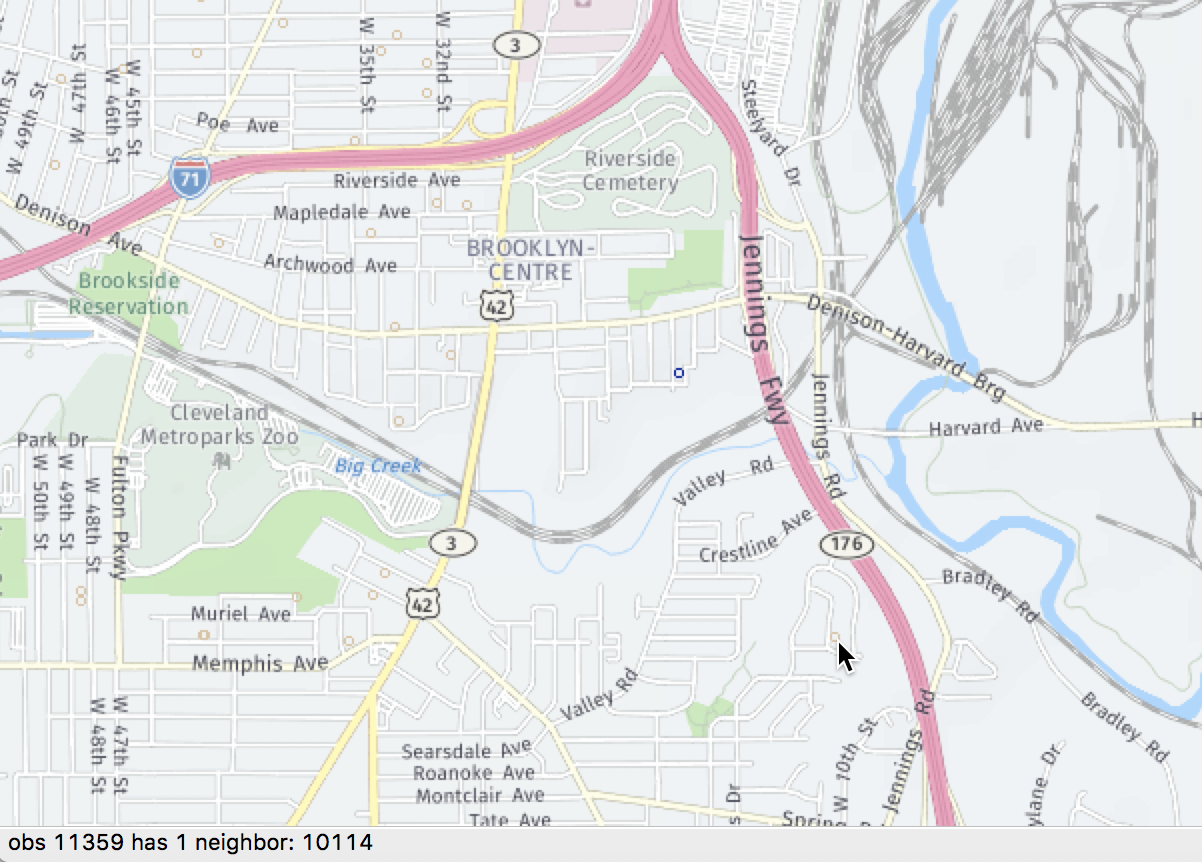 3
W 35th St
W 32nd St
W 47th St
W 45th St
W 46th St
W 49th St
Poe Ave
Steelyard Dr
Riverside
Cemetery
71
Riverside Ave
Mapledale Ave
Denison Ave
BROOKLYN-
CENTRE
Archwood Ave
Jennings Fwy
Brookside
Reservation
42
Denison-Harvard Brg
Jennings Rd
Cleveland
Metroparks Zoo
Harvard Ave
Park Dr
Big Creek
Valley Rd
W 50th St
W 49th St
W 48th St
Fulton Pkwy
Crestline Ave
3
176
Bradley Rd
42
Muriel Ave
Memphis Ave
Valley Rd
W 48th St
W 47th St
Jennings Rd
Bradley Rd
W 10th St
Searsdale Ave
Roanoke Ave
Montclair Ave
Tate Ave
s Dr
Spring
ylane Dr
obs 11359 has 1 neighbor: 10114